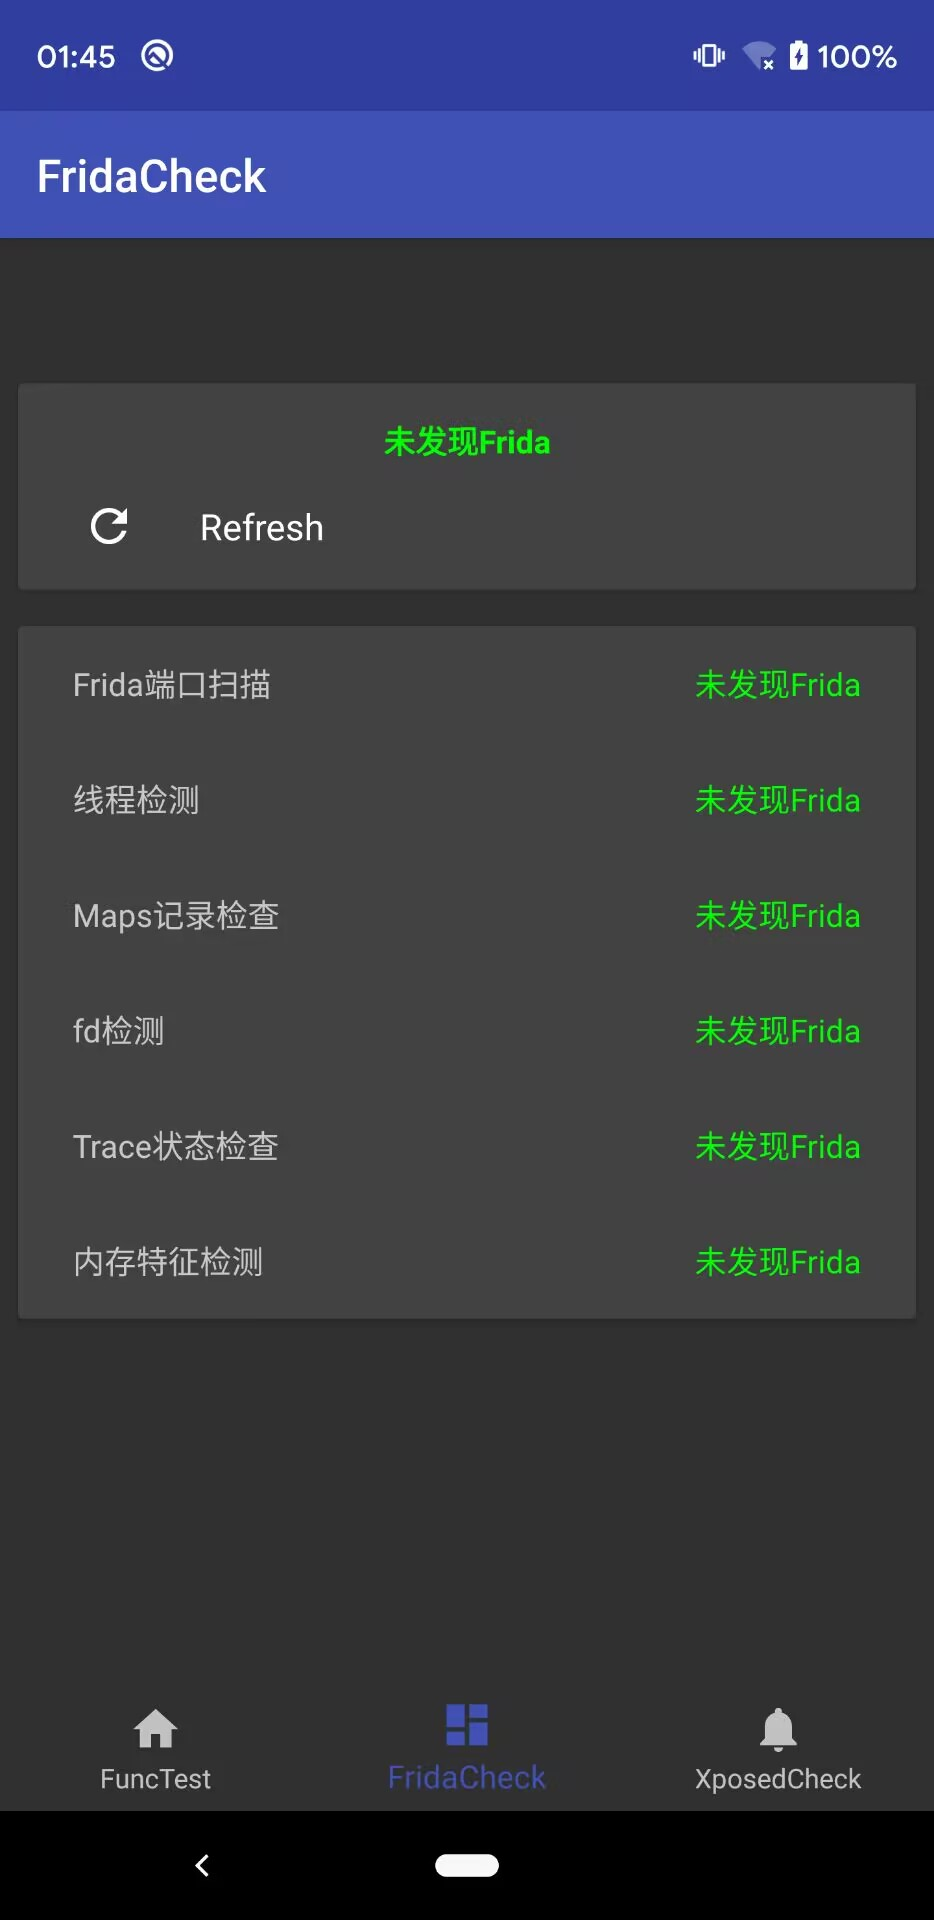 01:45 100%
FridaCheck
未发现Frida
Refresh
Frida端口扫描 未发现Frida
线程检测 未发现Frida
Maps记录检查 未发现Frida
fd检测 未发现Frida
Trace状态检查 未发现Frida
内存特征检测 未发现Frida
FuncTest FridaCheck XposedCheck